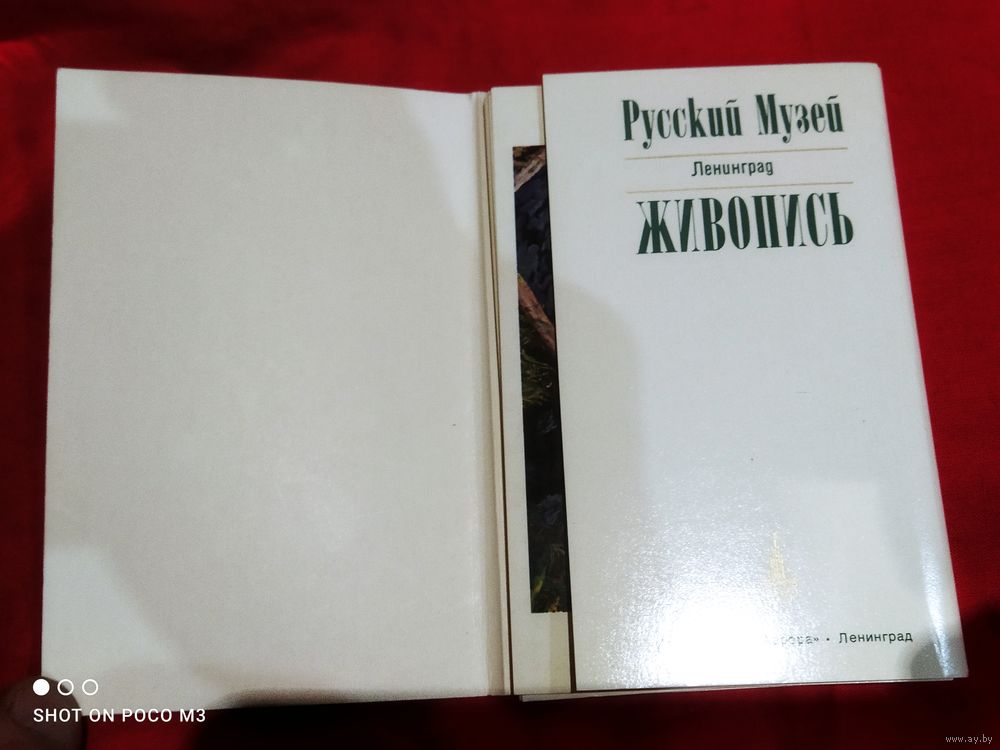 Русский Музей
Ленинград
ЖИВОПИСЬ
• Ленинград
SHOT ON POCO M3
www.ay.by